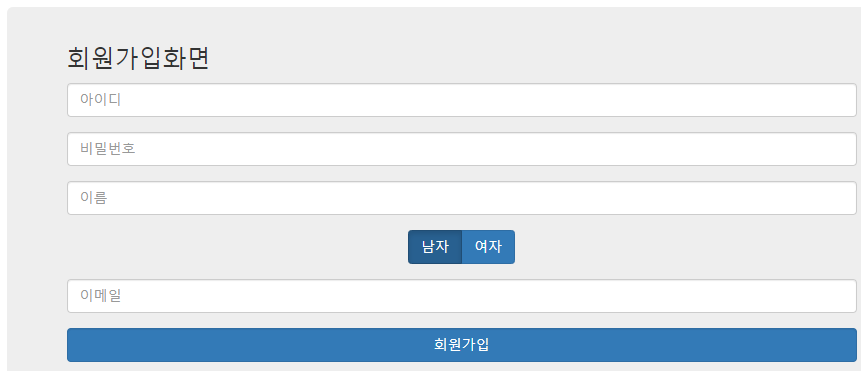 회원가입화면
아이디
비밀번호
이름
남자 여자
이메일
회원가입